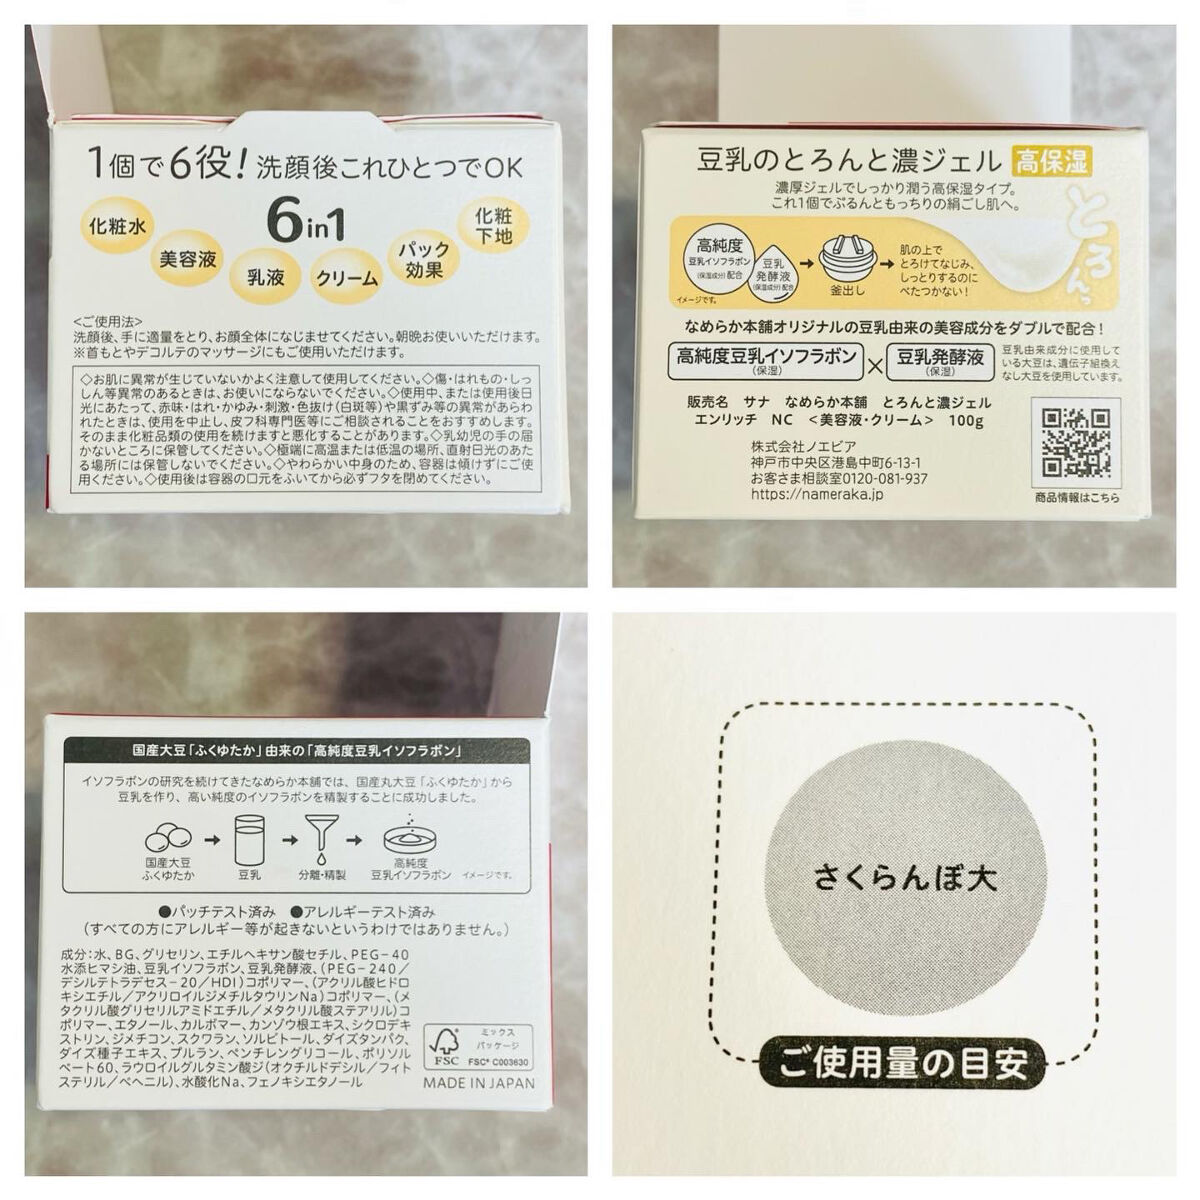 1個で6役!洗顔後これひとつでOK
6in1
化粧水
美容液
乳液
クリーム
パック
効果
化粧
下地
<ご使用法>
洗顔後、手に適量をとり、お顔全体になじませてください。朝晩お使いいただけます。
※首もとやデコルテのマッサージにもご使用いただけます。
◇お肌に異常が生じていないかよく注意して使用してください。◇傷・はれもの・しっ
しん等異常のあるときは、お使いにならないでください。◇使用中、または使用後日
光にあたって、赤味・はれ・かゆみ・刺激・色抜け(白斑等)や黒ずみ等の異常があらわ
れたときは、使用を中止し、皮フ科専門医等にご相談されることをおすすめします。
そのまま化粧品類の使用を続けますと悪化することがあります。◇乳幼児の手の届
かないところに保管してください。◇極端に高温または低温の場所、直射日光のあた
る場所には保管しないでください。◇やわらかい中身のため、容器は傾けずにご使
用ください。◇使用後は容器の口元をふいてから必ずフタを閉めてください。
豆乳のとろんと濃ジェル 高保湿
濃厚ジェルでしっかり潤う高保湿タイプ。
これ1個でぷるんともっちりの絹ごし肌へ。
とろんっ
高純度
豆乳イソフラボン
(保湿成分)配合
豆乳
発酵液
(保湿成分)配合
イメージです。
釜出し
肌の上で
とろけてなじみ、
しっとりするのに
べたつかない!
なめらか本舗オリジナルの豆乳由来の美容成分をダブルで配合!
高純度豆乳イソフラボン
(保湿)
×
豆乳発酵液
(保湿)
豆乳由来成分に使用して
いる大豆は、遺伝子組換え
なし大豆を使用しています。
販売名 サナ なめらか本舗 とろんと濃ジェル
エンリッチ NC <美容液・クリーム> 100g
株式会社ノエビア
神戸市中央区港島中町6-13-1
お客さま相談室0120-081-937
https://nameraka.jp
商品情報はこちら
国産大豆「ふくゆたか」由来の「高純度豆乳イソフラボン」
イソフラボンの研究を続けてきたなめらか本舗では、国産丸大豆「ふくゆたか」から
豆乳を作り、高い純度のイソフラボンを精製することに成功しました。
国産大豆
ふくゆたか
豆乳
分離・精製
高純度
豆乳イソフラボン
イメージです。
●パッチテスト済み ●アレルギーテスト済み
(すべての方にアレルギー等が起きないというわけではありません。)
成分:水、BG、グリセリン、エチルヘキサン酸セチル、PEG-40
水添ヒマシ油、豆乳イソフラボン、豆乳発酵液、(PEG-240/
デシルテトラデセス-20/HDI)コポリマー、(アクリル酸ヒドロ
キシエチル/アクリロイルジメチルタウリンNa)コポリマー、(メ
タクリル酸グリセリルアミドエチル/メタクリル酸ステアリル)コ
ポリマー、エタノール、カルボマー、カンゾウ根エキス、シクロデキ
ストリン、ジメチコン、スクワラン、ソルビトール、ダイズタンパク、
ダイズ種子エキス、プルラン、ペンチレングリコール、ポリソル
ベート60、ラウロイルグルタミン酸ジ(オクチルドデシル/フィト
ステリル/ベヘニル)、水酸化Na、フェノキシエタノール
FSC
ミックス
パッケージ
FSC® C003630
MADE IN JAPAN
さくらんぼ大
ご使用量の目安